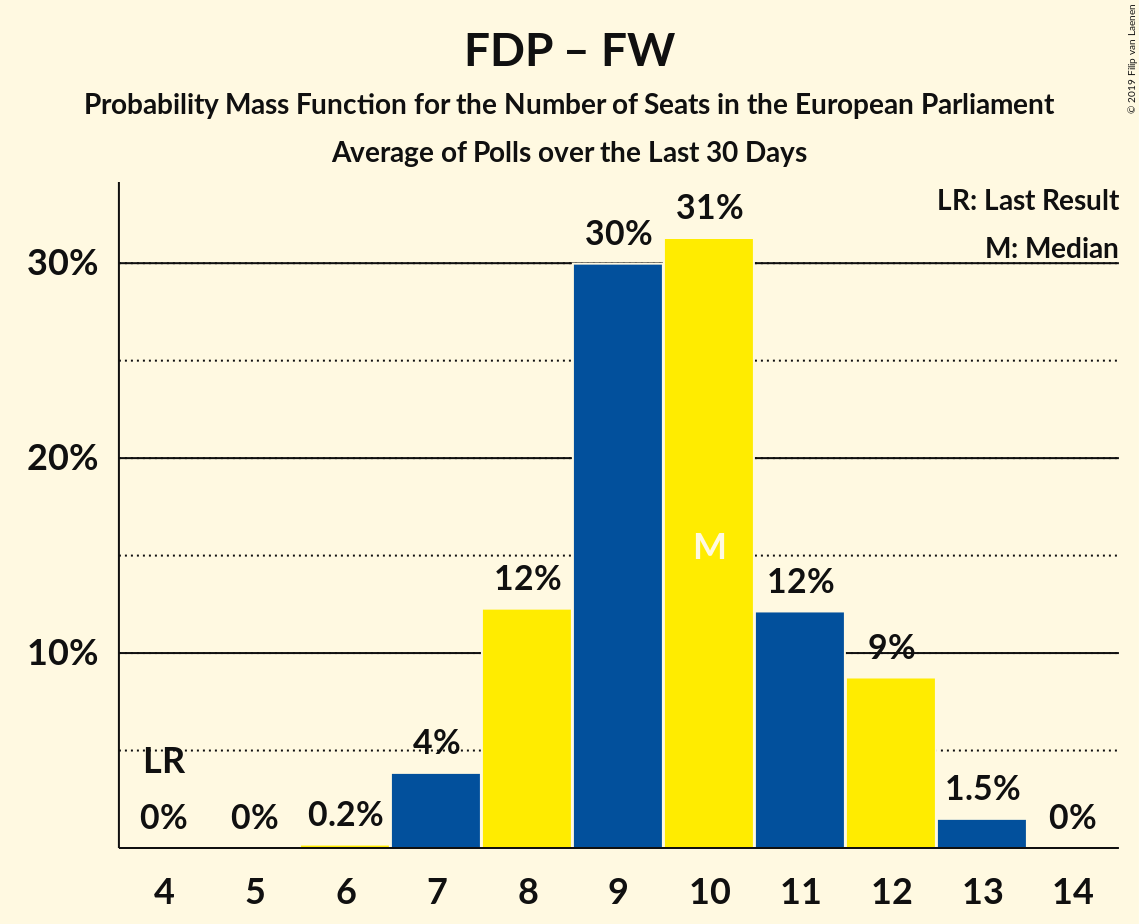 FDP – FW
Probability Mass Function for the Number of Seats in the European Parliament
Average of Polls over the Last 30 Days
© 2019 Filip van Laenen
LR: Last Result
M: Median
30%
20%
10%
LR
0%
0%
0.2%
4%
12%
30%
31%
M
12%
9%
1.5%
0%
4 5 6 7 8 9 10 11 12 13 14